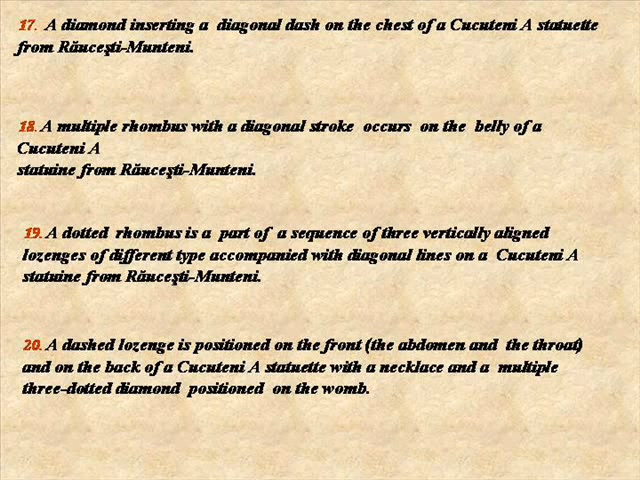 17. A diamond inserting a diagonal dash on the chest of a Cucuteni A statuette
from Răuceşti-Munteni.
18. A multiple rhombus with a diagonal stroke occurs on the belly of a
Cucuteni A
statuine from Răuceşti-Munteni.
19. A dotted rhombus is a part of a sequence of three vertically aligned
lozenges of different type accompanied with diagonal lines on a Cucuteni A
statuine from Răuceşti-Munteni.
20. A dashed lozenge is positioned on the front (the abdomen and the throat)
and on the back of a Cucuteni A statuette with a necklace and a multiple
three-dotted diamond positioned on the womb.